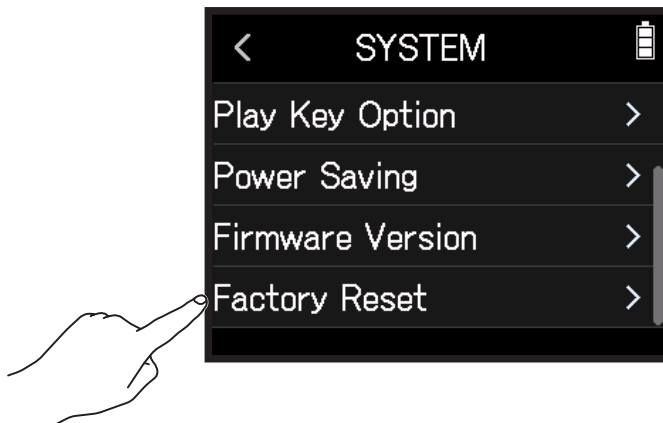 SYSTEM
Play Key Option
Power Saving
Firmware Version
Factory Reset